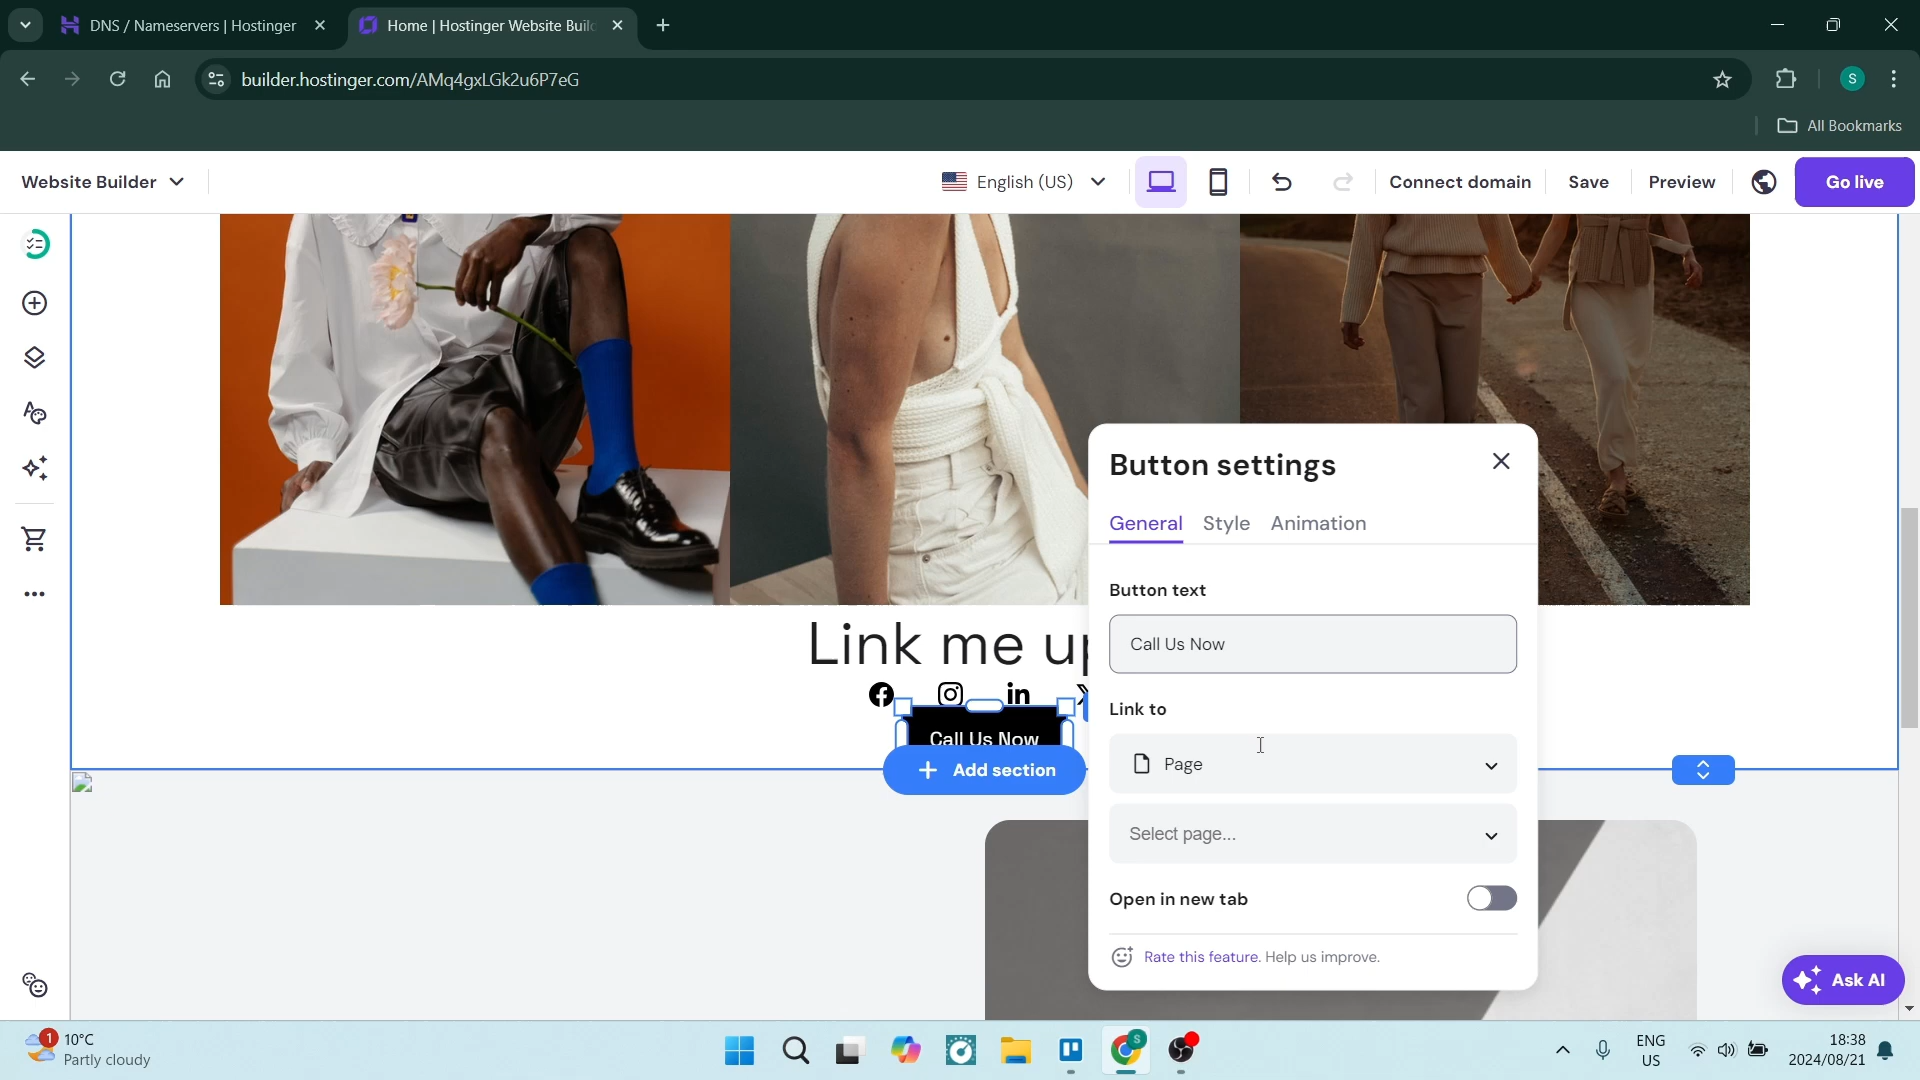 DNS / Nameservers | Hostinger
Home | Hostinger Website Buil
builder.hostinger.com/AMq4gxLGk2u6P7eG
S
All Bookmarks
Website Builder
English (US)
Connect domain
Save
Preview
Go live
Button settings
General
Style
Animation
Button text
Call Us Now
Link me up
Link to
Call Us Now
Page
Add section
Select page...
Open in new tab
Rate this feature. Help us improve.
Ask AI
1
10°C
Partly cloudy
S
ENG
US
18:38
2024/08/21